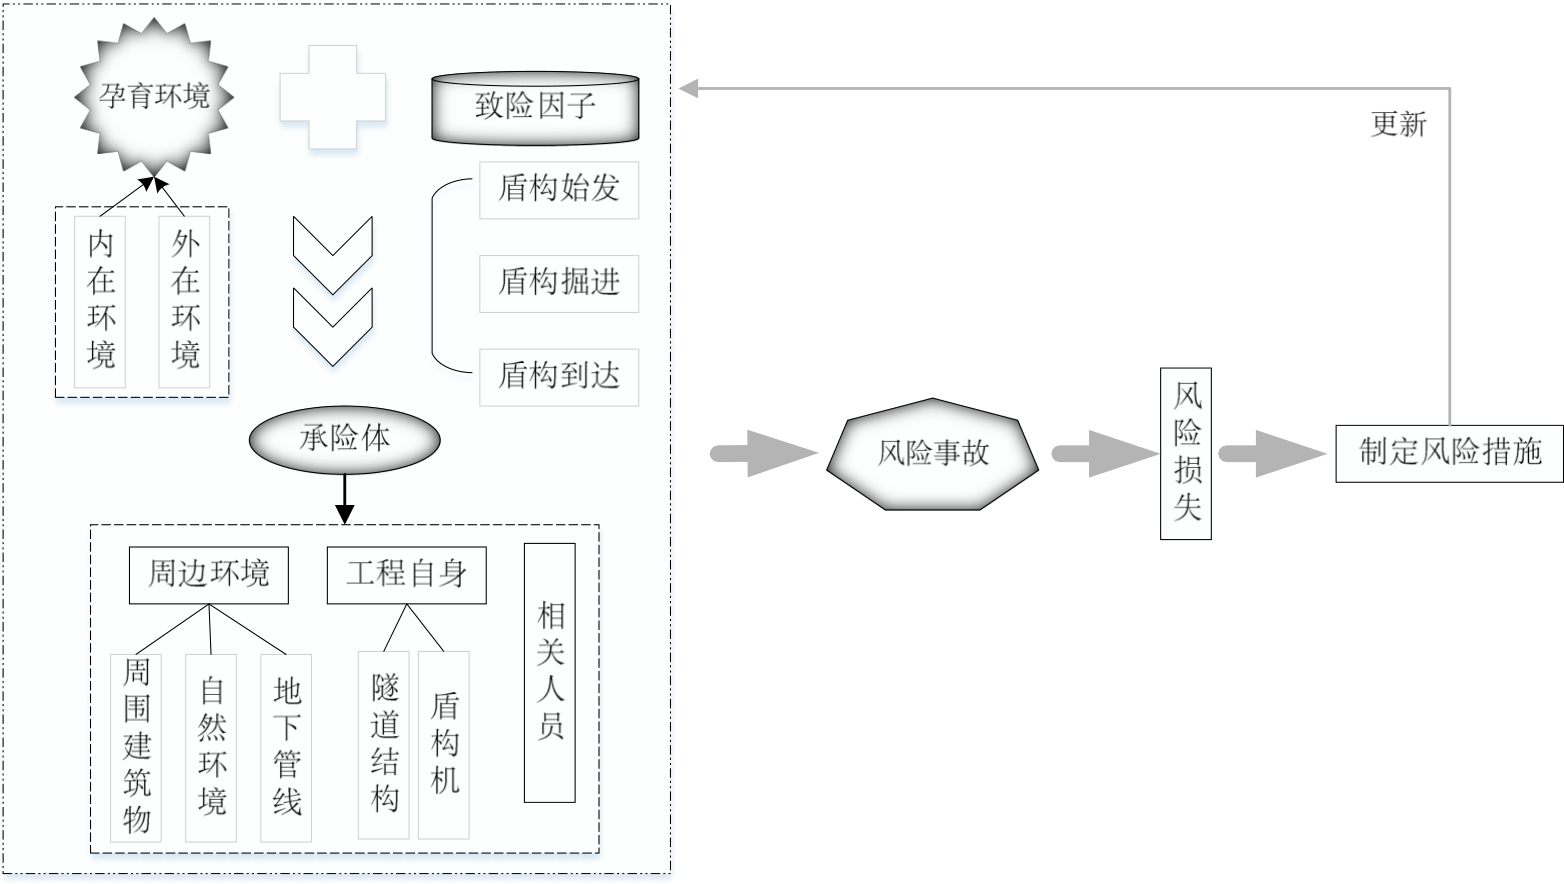 孕育环境
致险因子
更新
盾构始发
内在环境
外在环境
盾构掘进
盾构到达
承险体
风险事故
风险损失
制定风险措施
周边环境
工程自身
相关人员
周围建筑物
自然环境
地下管线
隧道结构
盾构机